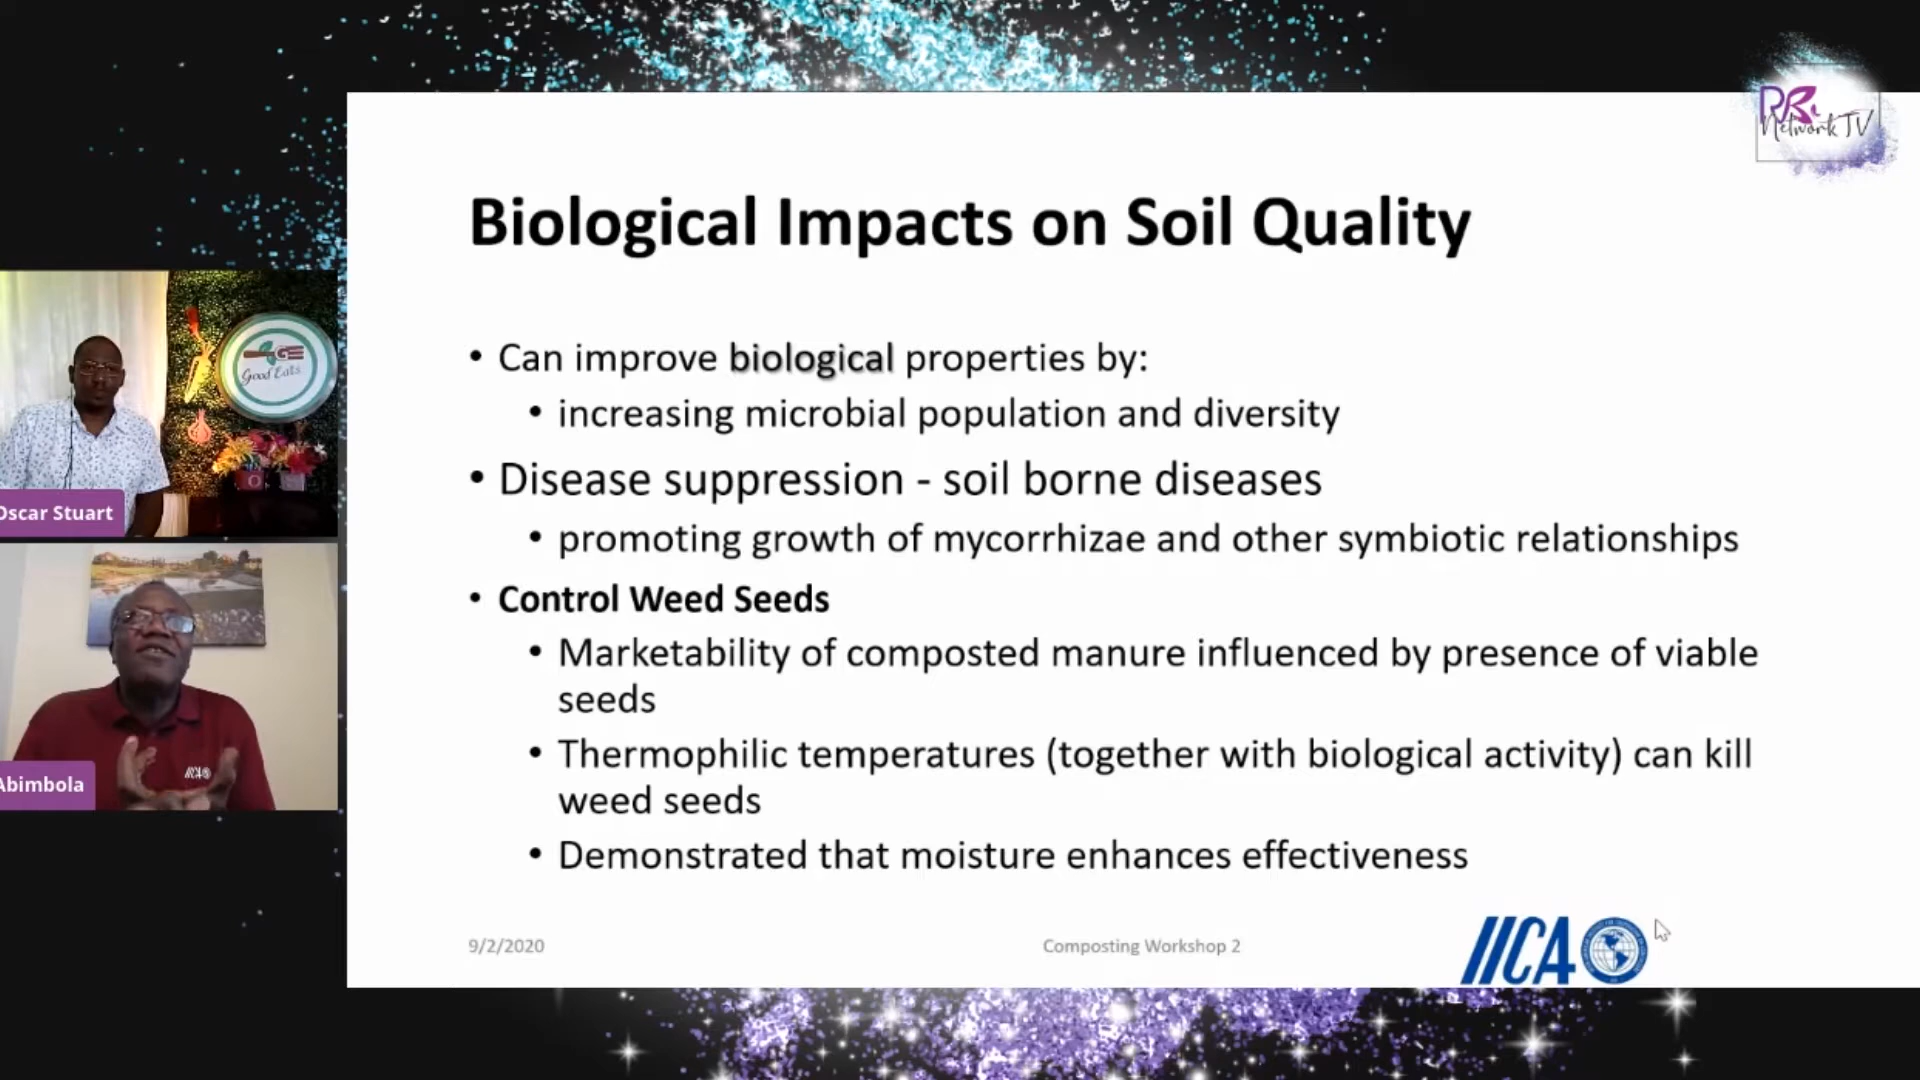 PR
Network TV
Biological Impacts on Soil Quality
• Can improve biological properties by:
• increasing microbial population and diversity
• Disease suppression - soil borne diseases
• promoting growth of mycorrhizae and other symbiotic relationships
• Control Weed Seeds
• Marketability of composted manure influenced by presence of viable
seeds
• Thermophilic temperatures (together with biological activity) can kill
weed seeds
• Demonstrated that moisture enhances effectiveness
9/2/2020
Composting Workshop 2
IICA
Good Eats
Oscar Stuart
IICA
Abimbola